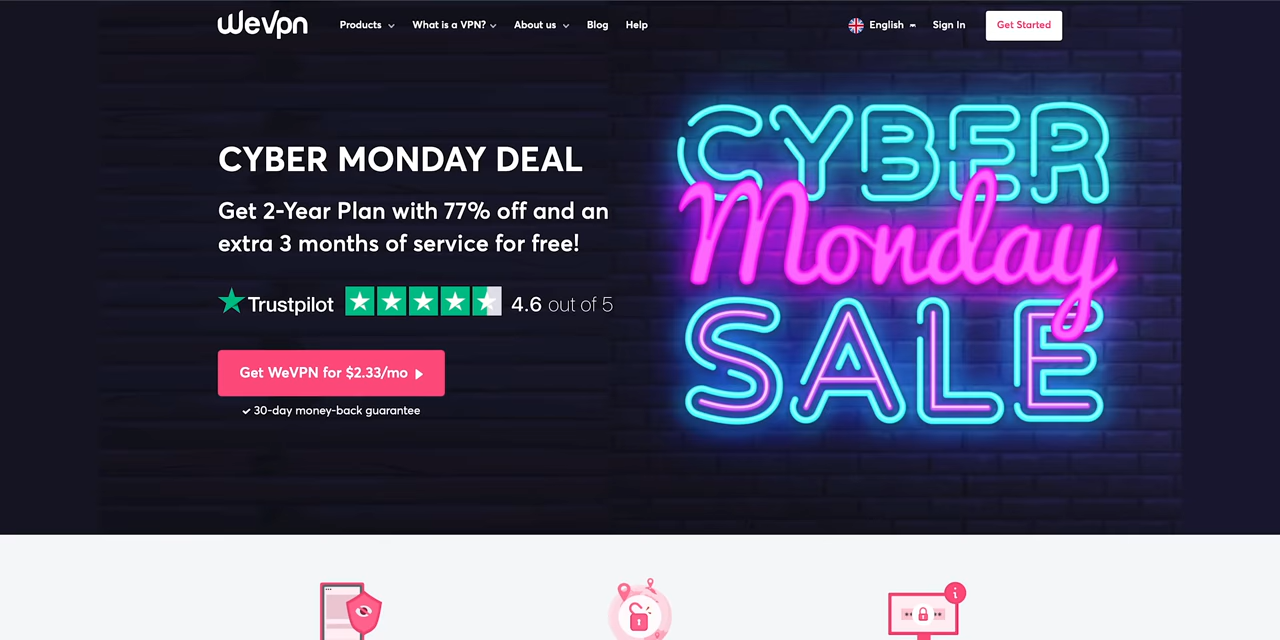 WeVpn
Products
What is a VPN?
About us
Blog
Help
English
Sign In
Get Started
CYBER MONDAY DEAL
Get 2-Year Plan with 77% off and an
extra 3 months of service for free!
Trustpilot 4.6 out of 5
Get WeVPN for $2.33/mo
30-day money-back guarantee
CYBER
Monday
SALE